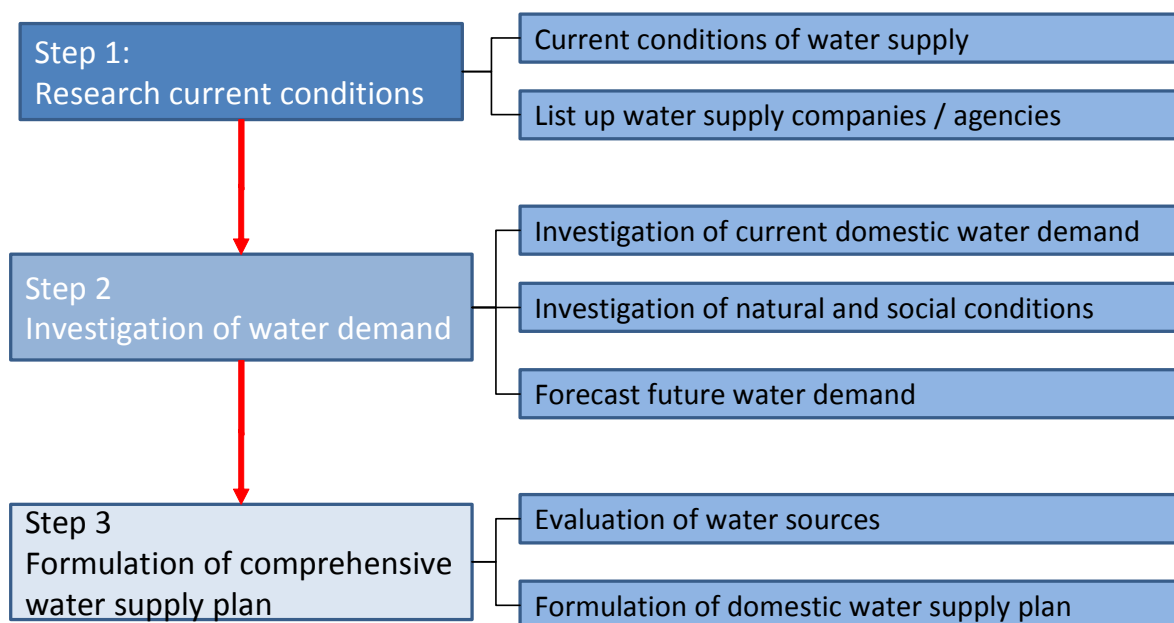 Step 1:
Research current conditions
Current conditions of water supply
List up water supply companies / agencies
Step 2
Investigation of water demand
Investigation of current domestic water demand
Investigation of natural and social conditions
Forecast future water demand
Step 3
Formulation of comprehensive
water supply plan
Evaluation of water sources
Formulation of domestic water supply plan